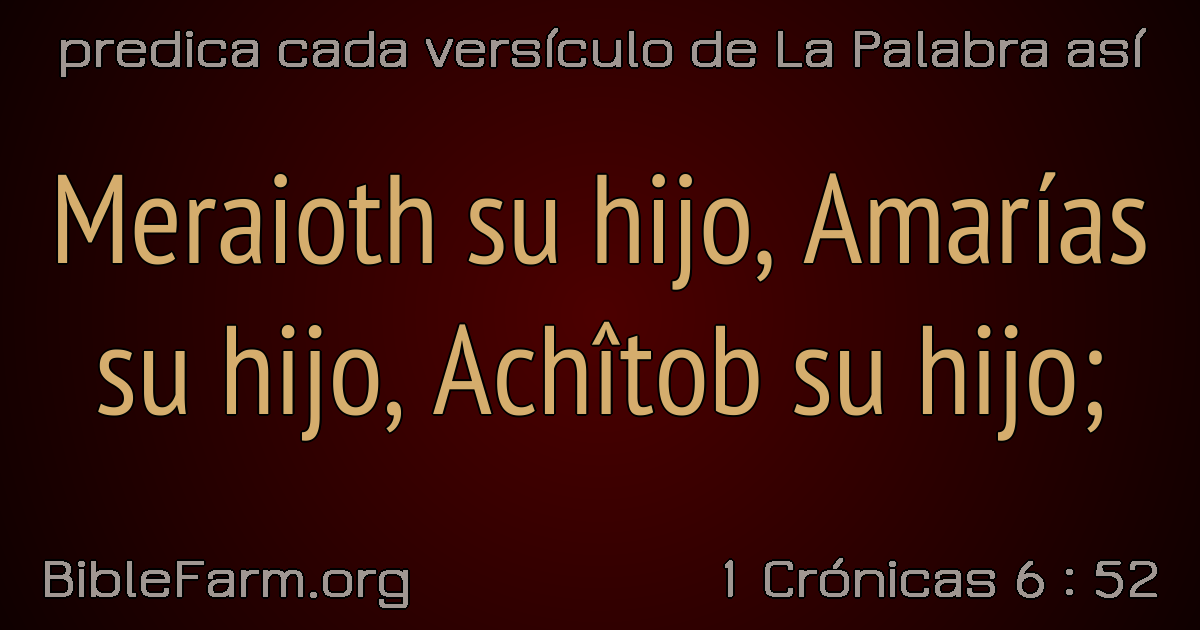 predica cada versículo de La Palabra así
Meraioth su hijo, Amarías
su hijo, Achîtob su hijo;
BibleFarm.org
1 Crónicas 6 : 52